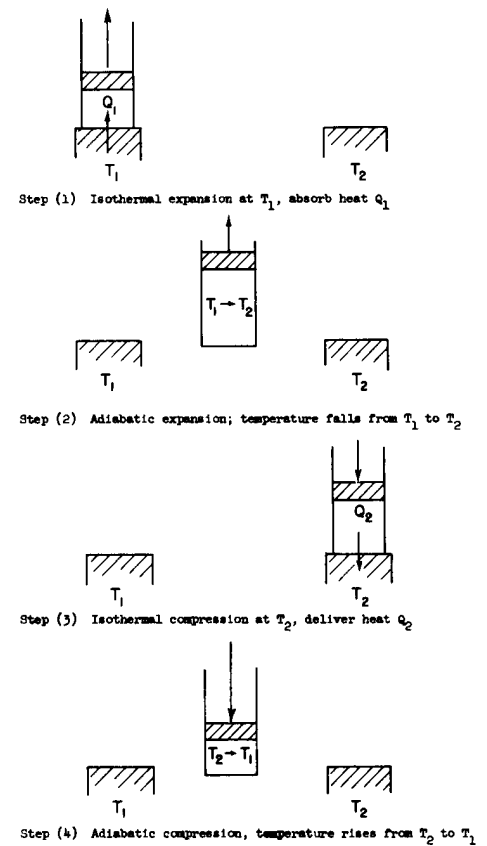 Q₁
T₁
T₂
Step (1) Isothermal expansion at T₁, absorb heat Q₁
T₁ → T₂
T₁
T₂
Step (2) Adiabatic expansion; temperature falls from T₁ to T₂
Q₂
T₁
T₂
Step (3) Isothermal compression at T₂, deliver heat Q₂
T₂ → T₁
T₁
T₂
Step (4) Adiabatic compression, temperature rises from T₂ to T₁